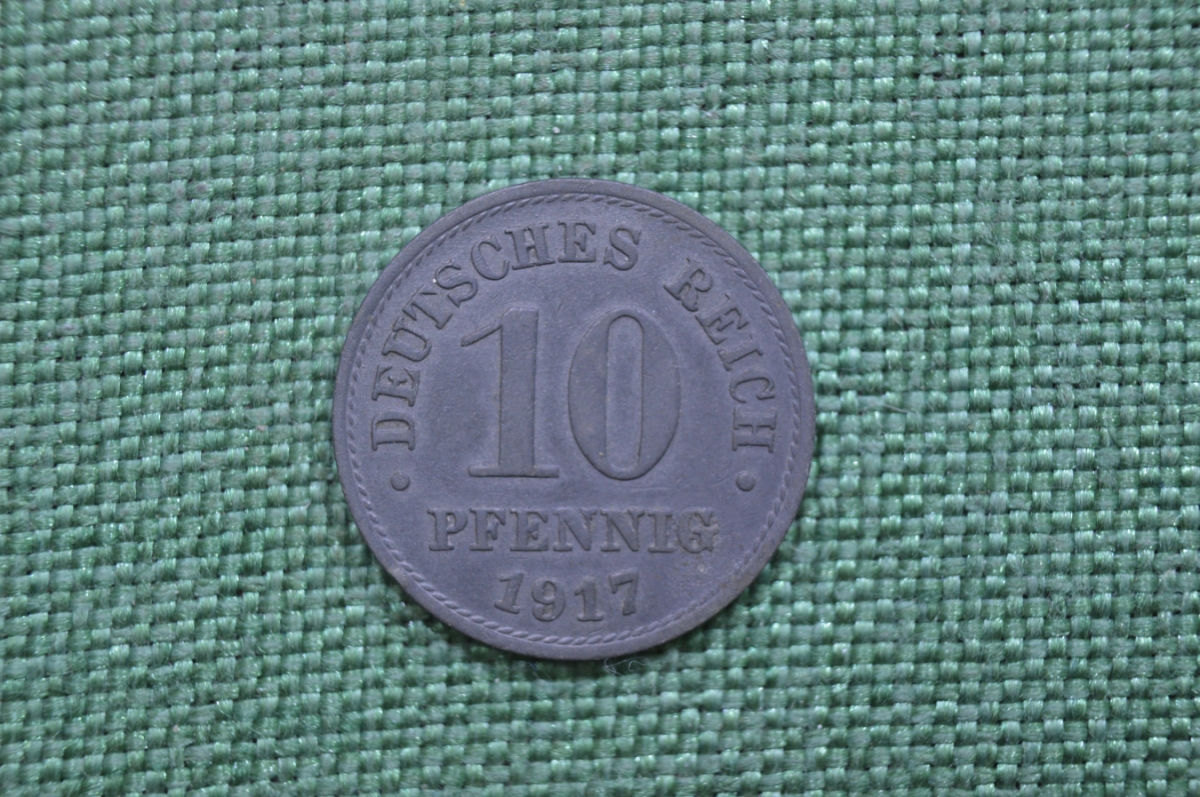 DEUTSCHES REICH
10
PFENNIG
1917